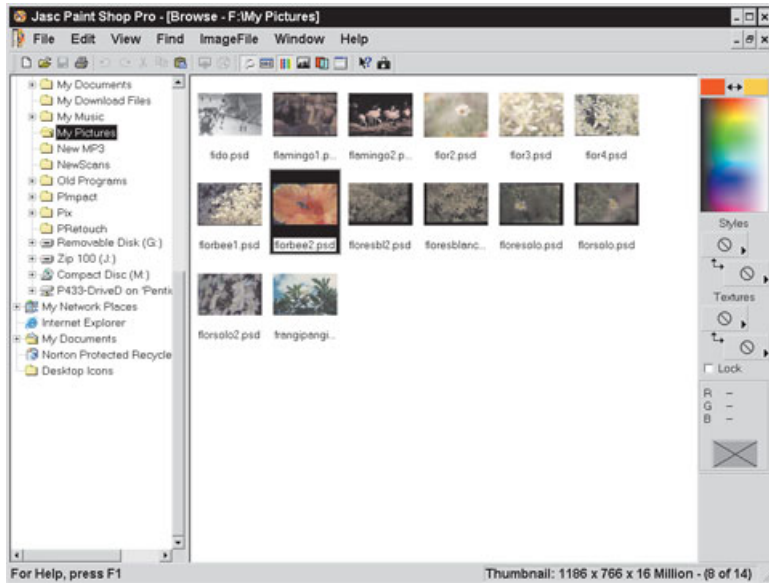 Jasc Paint Shop Pro - [Browse - F:\My Pictures]
File Edit View Find ImageFile Window Help
My Documents
My Download Files
My Music
My Pictures
New MP3
NewScans
Old Programs
PImpact
Pix
PRetouch
Removable Disk (G:)
Zip 100 (J:)
Compact Disc (M:)
P433-DriveD on 'Penti
My Network Places
Internet Explorer
My Documents
Norton Protected Recycle
Desktop Icons
fido.psd flamingo1.p... flamingo2.p... flor2.psd flor3.psd flor4.psd
florbee1.psd florbee2.psd floresbl2.psd floresblanc... floresolo.psd florsolo.psd
florsolo2.psd frangipangi...
Styles
Textures
Lock
R –
G –
B –
For Help, press F1
Thumbnail: 1186 x 766 x 16 Million - (8 of 14)